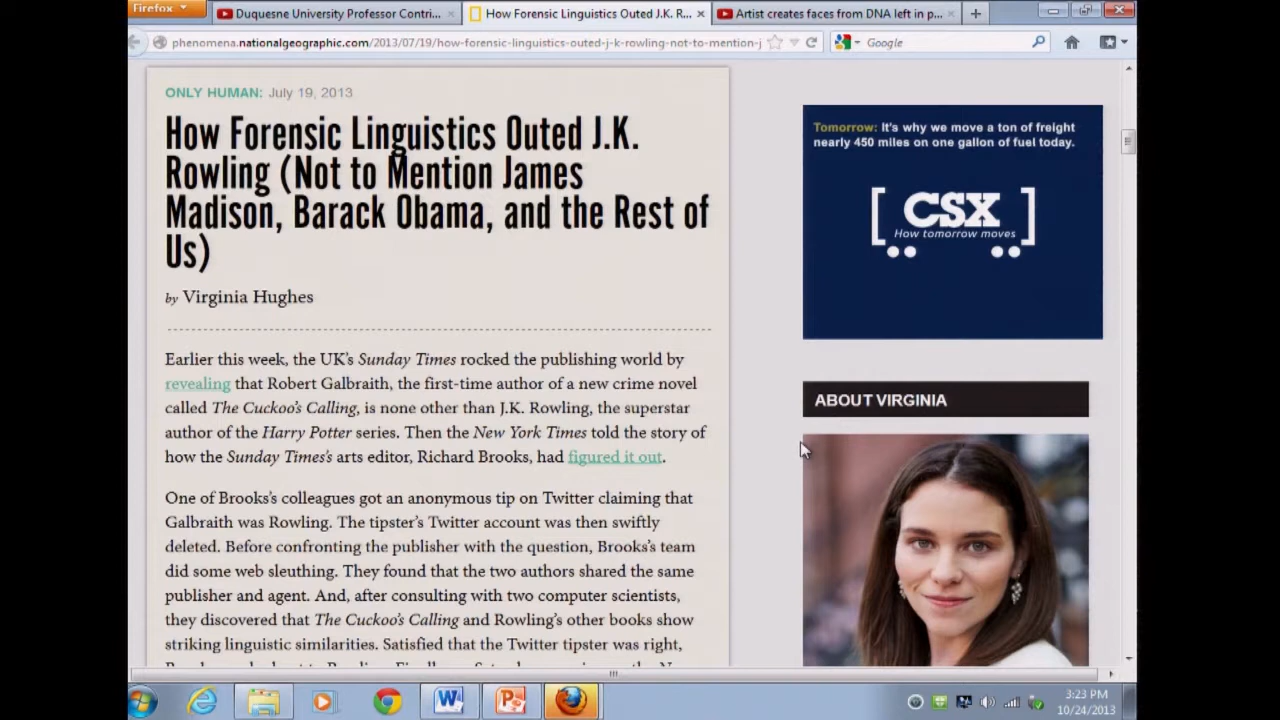 Firefox
Duquesne University Professor Contri...
How Forensic Linguistics Outed J.K. R...
Artist creates faces from DNA left in p...
phenomena.nationalgeographic.com/2013/07/19/how-forensic-linguistics-outed-j-k-rowling-not-to-mention-j
Google
ONLY HUMAN: July 19, 2013
How Forensic Linguistics Outed J.K.
Rowling (Not to Mention James
Madison, Barack Obama, and the Rest of
Us)
by Virginia Hughes
Earlier this week, the UK's Sunday Times rocked the publishing world by
revealing that Robert Galbraith, the first-time author of a new crime novel
called The Cuckoo's Calling, is none other than J.K. Rowling, the superstar
author of the Harry Potter series. Then the New York Times told the story of
how the Sunday Times's arts editor, Richard Brooks, had figured it out.
One of Brooks's colleagues got an anonymous tip on Twitter claiming that
Galbraith was Rowling. The tipster's Twitter account was then swiftly
deleted. Before confronting the publisher with the question, Brooks's team
did some web sleuthing. They found that the two authors shared the same
publisher and agent. And, after consulting with two computer scientists,
they discovered that The Cuckoo's Calling and Rowling's other books show
striking linguistic similarities. Satisfied that the Twitter tipster was right,
Tomorrow: It's why we move a ton of freight
nearly 450 miles on one gallon of fuel today.
CSX
How tomorrow moves
ABOUT VIRGINIA
3:23 PM
10/24/2013